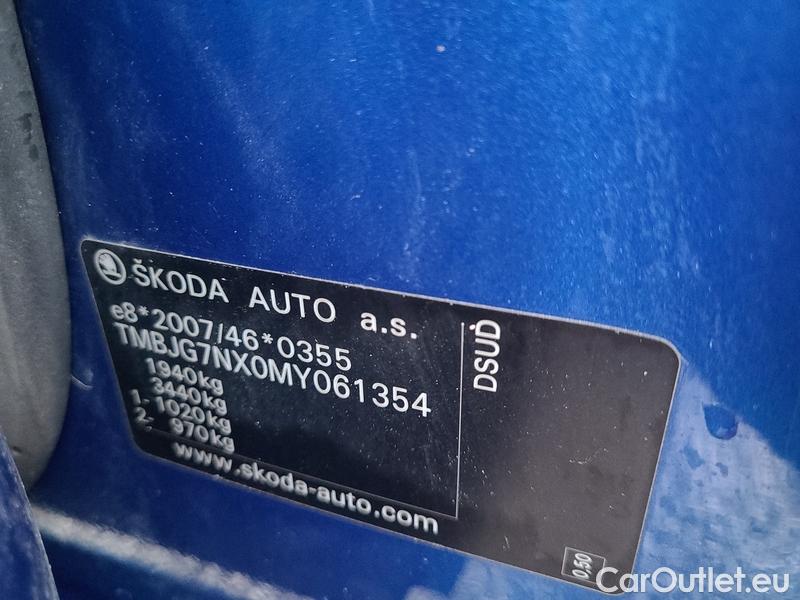 ŠKODA AUTO a.s.
e8*2007/46*0355
TMBJG7NX0MY061354
1940kg
3440kg
1.- 1020kg
2.- 970kg
www.skoda-auto.com
DSUD
0.50
CarOutlet.eu